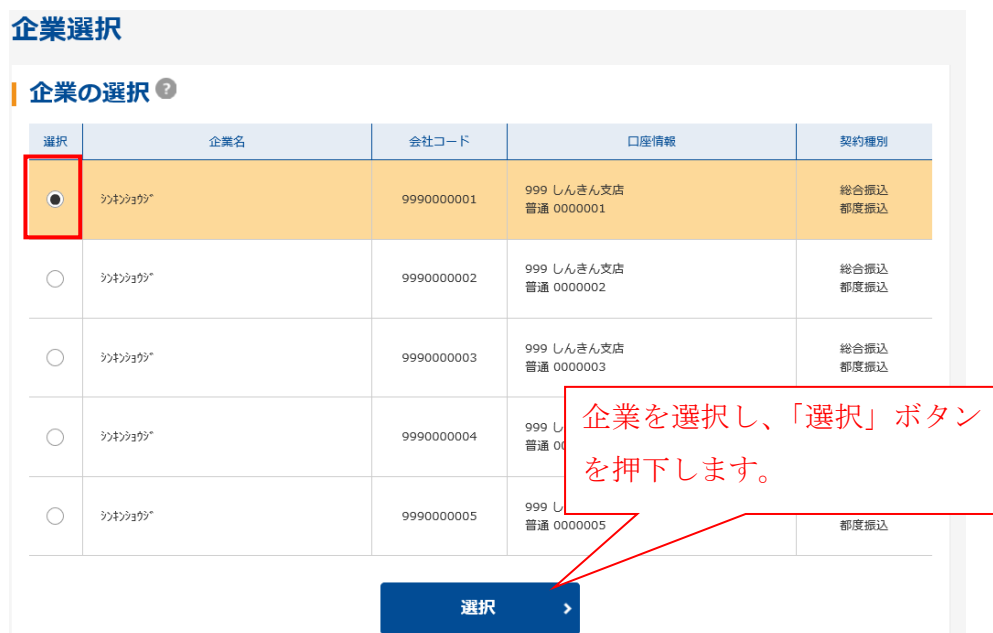 企業選択
企業の選択 ?
選択 企業名 会社コード 口座情報 契約種別
ｼﾝｷﾝｼｮｳｼﾞ 9990000001 999 しんきん支店 総合振込
普通 0000001 都度振込
ｼﾝｷﾝｼｮｳｼﾞ 9990000002 999 しんきん支店 総合振込
普通 0000002 都度振込
ｼﾝｷﾝｼｮｳｼﾞ 9990000003 999 しんきん支店 総合振込
普通 0000003 都度振込
ｼﾝｷﾝｼｮｳｼﾞ 9990000004 999 し
普通 00
企業を選択し、「選択」ボタン
を押下します。
ｼﾝｷﾝｼｮｳｼﾞ 9990000005 999 し
普通 0000005 都度振込
選択